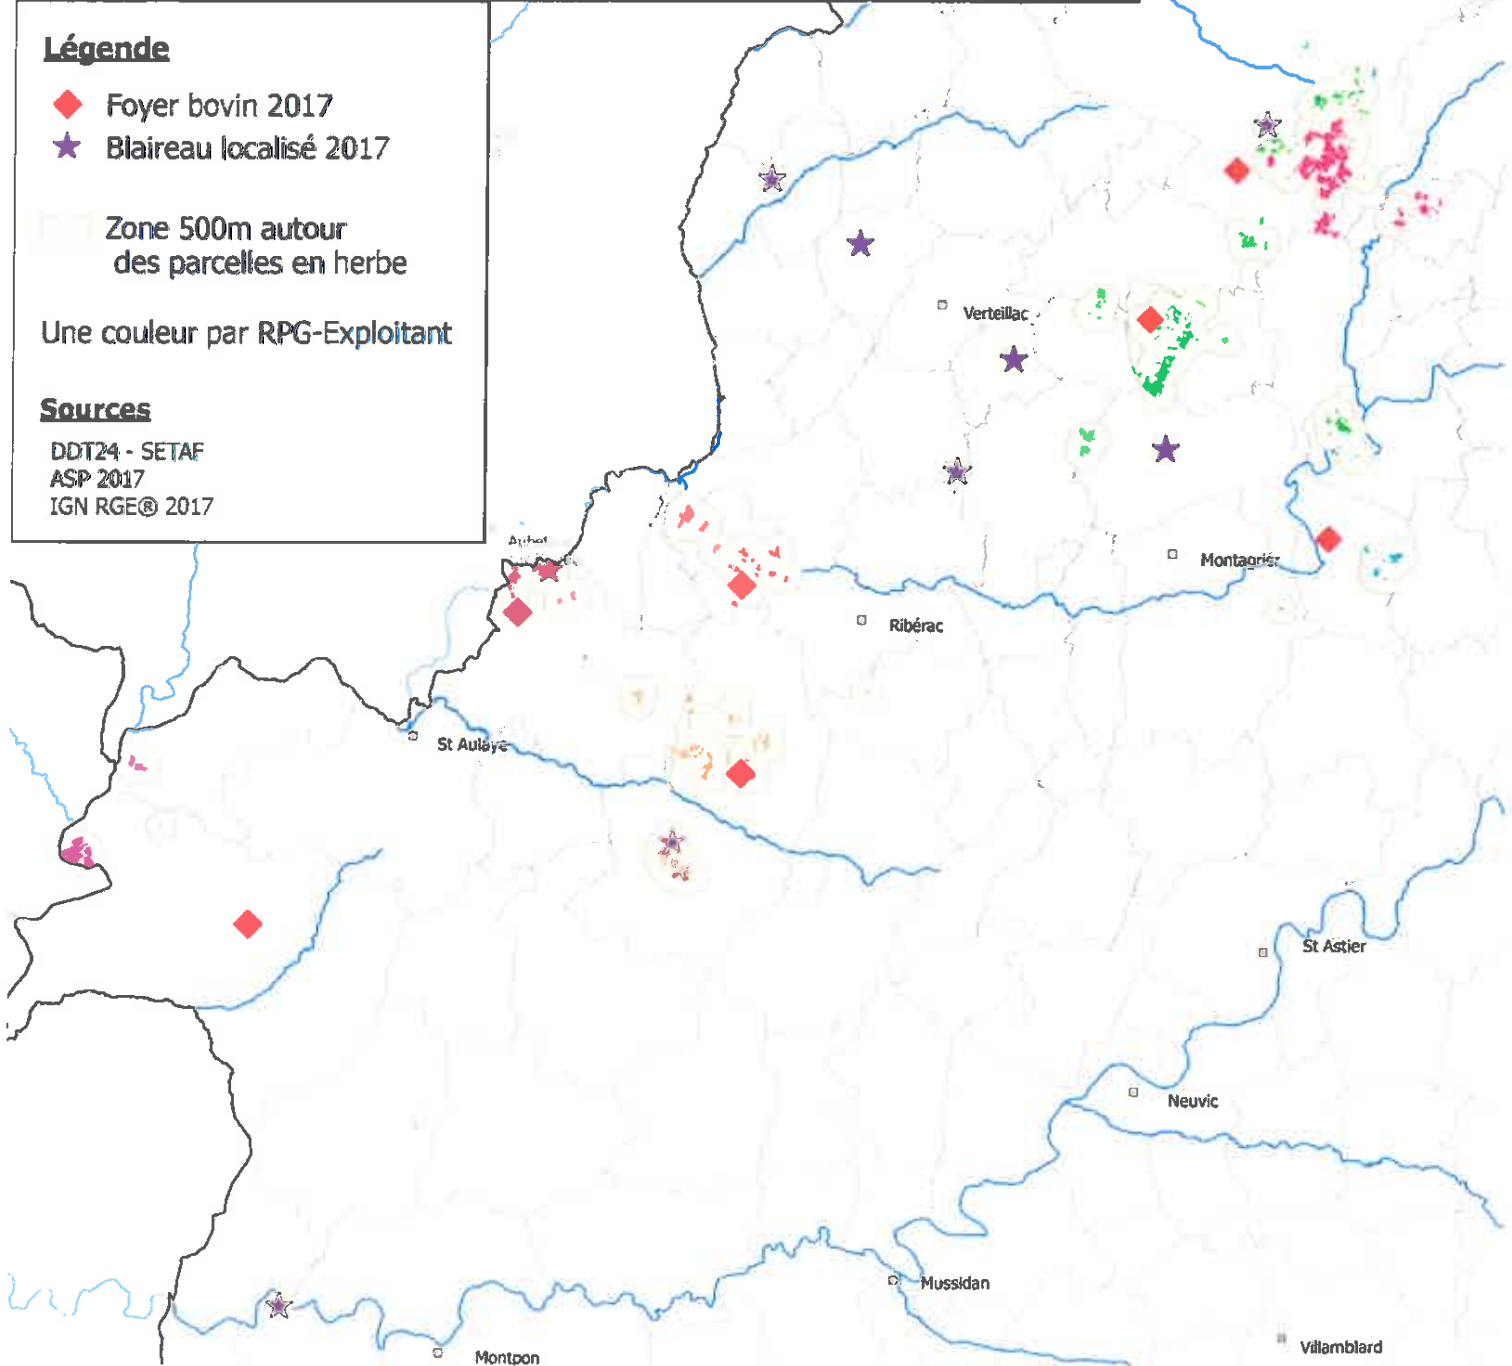 Légende
Foyer bovin 2017
Blaireau localisé 2017
Zone 500m autour
des parcelles en herbe
Une couleur par RPG-Exploitant
Sources
DDT24 - SETAF
ASP 2017
IGN RGE® 2017
Verteillac
Montagrier
Ribérac
St Aulaye
St Astier
Neuvic
Mussidan
Villamblard
Montpon